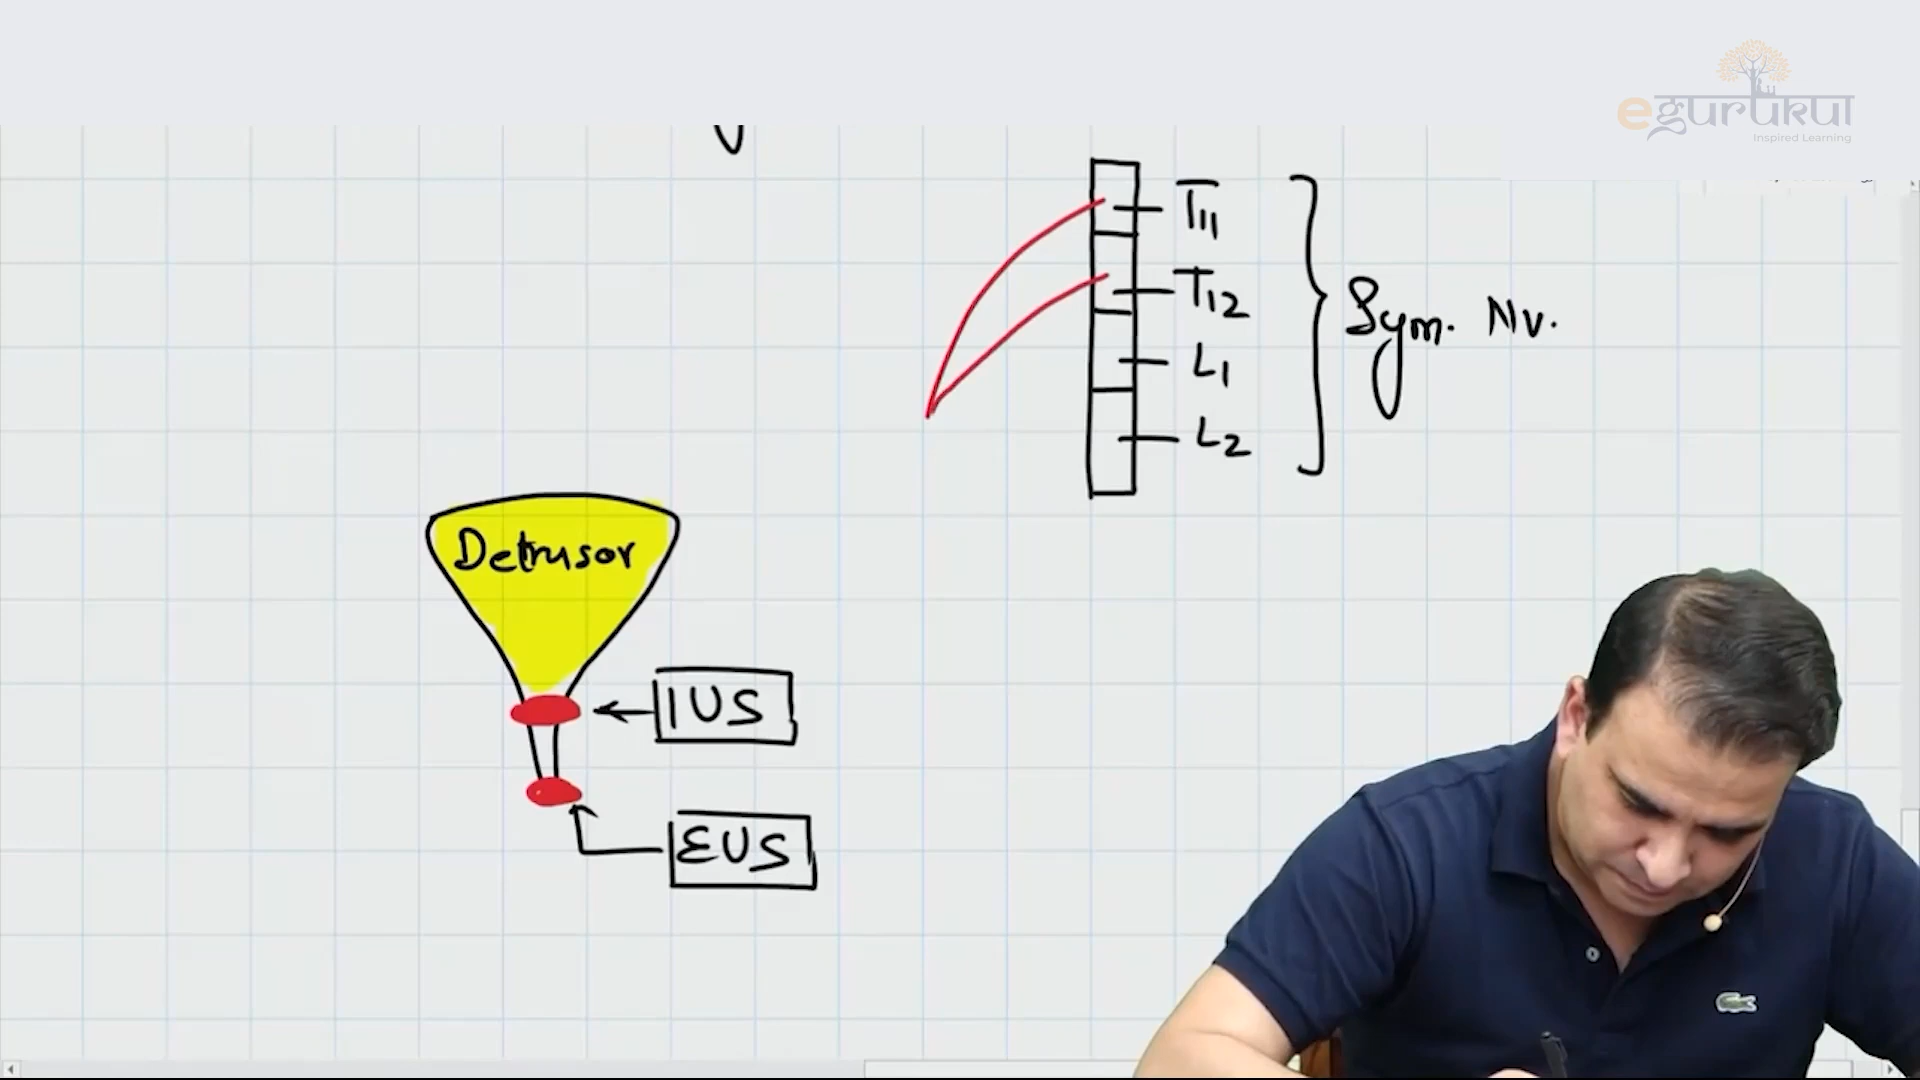 egurukul
Inspired Learning
T11
T12
Sym. Nv.
L1
L2
Detrusor
IUS
EUS